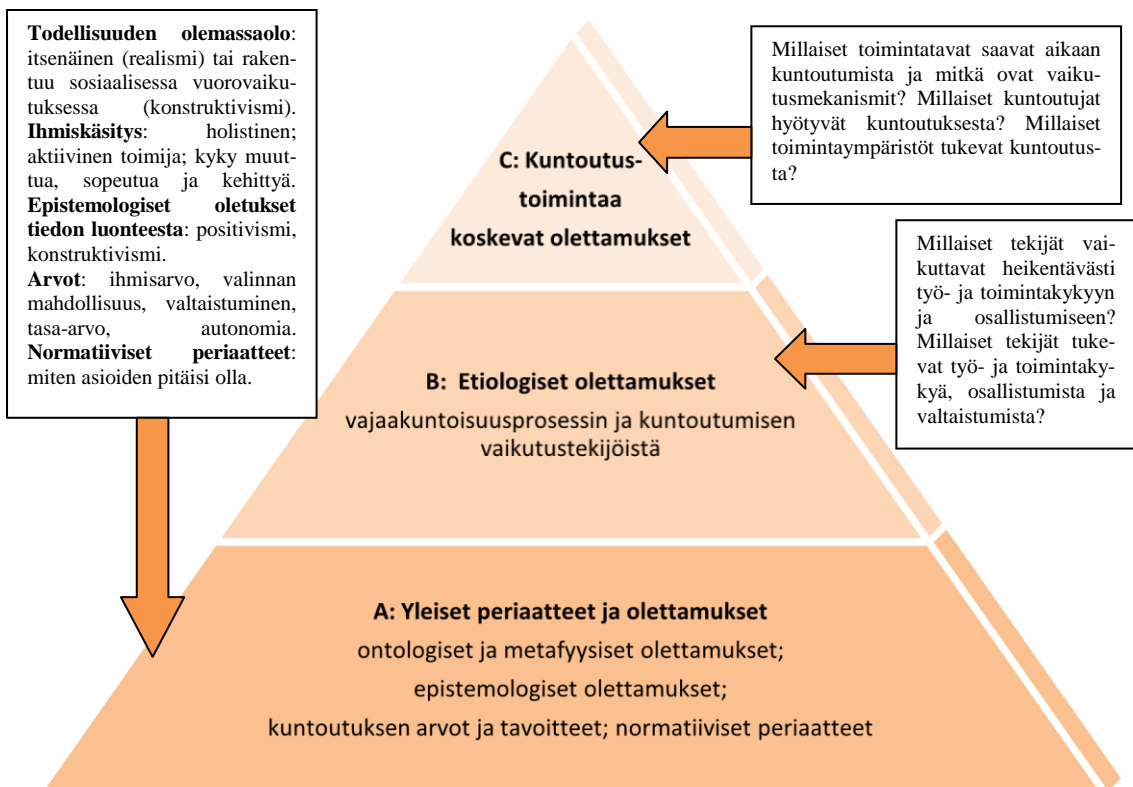 Todellisuuden olemassaolo:
itsenäinen (realismi) tai raken-
tuu sosiaalisessa vuorovaiku-
tuksessa (konstruktivismi).
Ihmiskäsitys: holistinen;
aktiivinen toimija; kyky muut-
tua, sopeutua ja kehittyä.
Epistemologiset oletukset
tiedon luonteesta: positivismi,
konstruktivismi.
Arvot: ihmisarvo, valinnan
mahdollisuus, valtaistuminen,
tasa-arvo, autonomia.
Normatiiviset periaatteet:
miten asioiden pitäisi olla.
Millaiset toimintatavat saavat aikaan
kuntoutumista ja mitkä ovat vaiku-
tusmekanismit? Millaiset kuntoutujat
hyötyvät kuntoutuksesta? Millaiset
toimintaympäristöt tukevat kuntoutus-
ta?
C: Kuntoutus-
toimintaa
koskevat olettamukset
Millaiset tekijät vai-
kuttavat heikentävästi
työ- ja toimintakykyyn
ja osallistumiseen?
Millaiset tekijät tuke-
vat työ- ja toimintaky-
kyä, osallistumista ja
valtaistumista?
B: Etiologiset olettamukset
vajaakuntoisuusprosessin ja kuntoutumisen
vaikutustekijöistä
A: Yleiset periaatteet ja olettamukset
ontologiset ja metafyysiset olettamukset;
epistemologiset olettamukset;
kuntoutuksen arvot ja tavoitteet; normatiiviset periaatteet